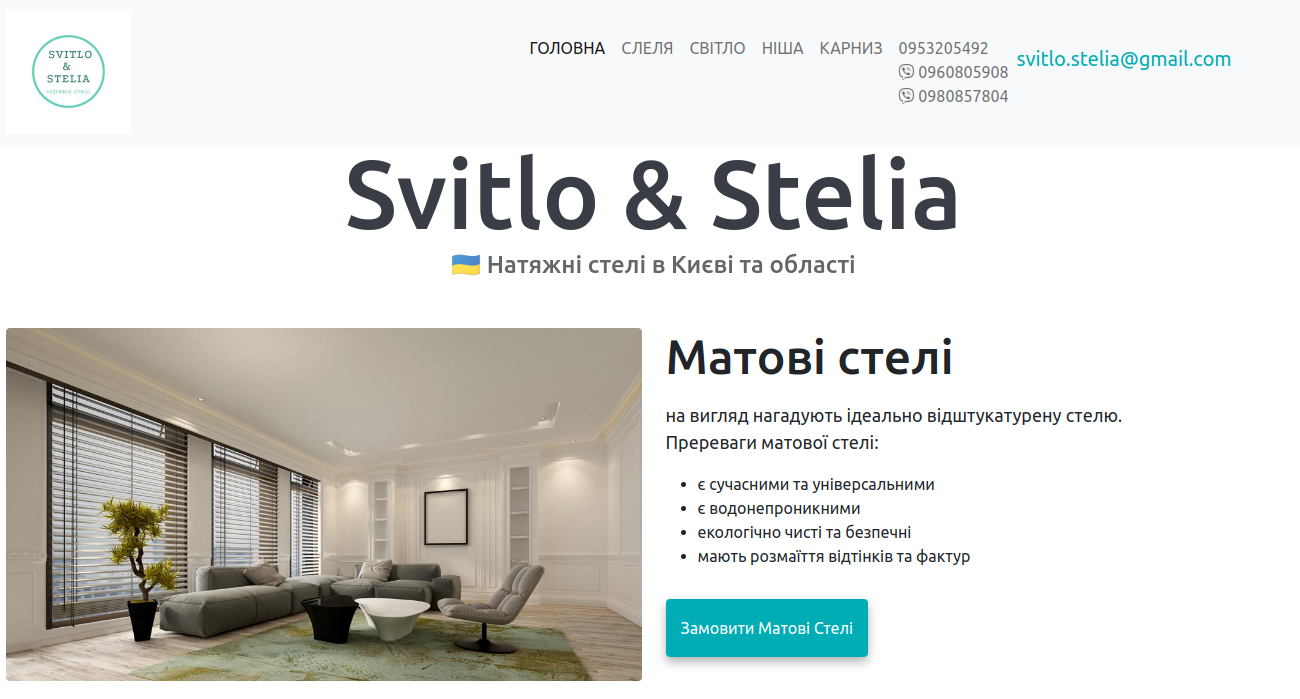 SVITLO
&
STELIA
натяжні стелі
ГОЛОВНА СЛЕЛЯ СВІТЛО НІША КАРНИЗ 0953205492
0960805908
0980857804
svitlo.stelia@gmail.com
Svitlo & Stelia
🇺🇦 Натяжні стелі в Києві та області
Матові стелі
на вигляд нагадують ідеально відштукатурену стелю.
Пререваги матової стелі:
• є сучасними та універсальними
• є водонепроникними
• екологічно чисті та безпечні
• мають розмаїття відтінків та фактур
Замовити Матові Стелі